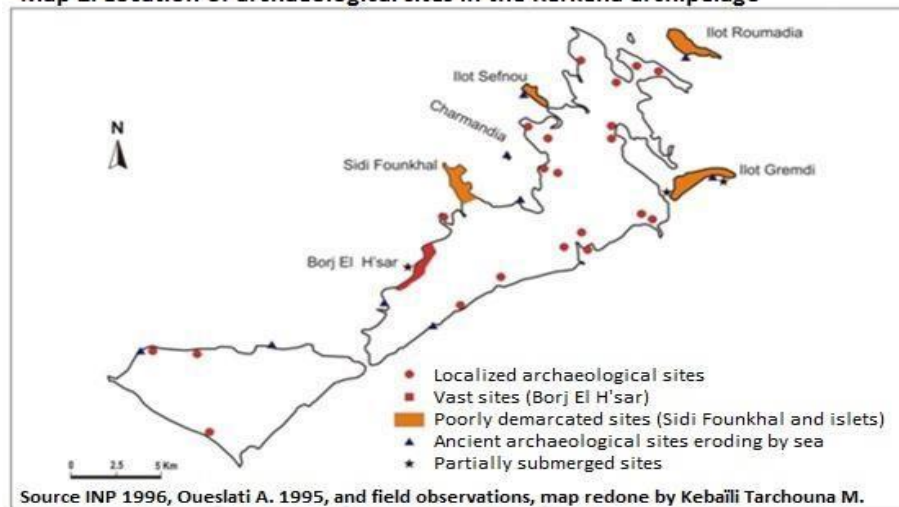 Ilot Roumadia
Ilot Sefnou
Charmandia
N
Sidi Founkhal
Ilot Gremdi
Borj El H'sar
Localized archaeological sites
Vast sites (Borj El H'sar)
Poorly demarcated sites (Sidi Founkhal and islets)
Ancient archaeological sites eroding by sea
Partially submerged sites
0 2.5 5 Km
Source INP 1996, Oueslati A. 1995, and field observations, map redone by Kebaïli Tarchouna M.